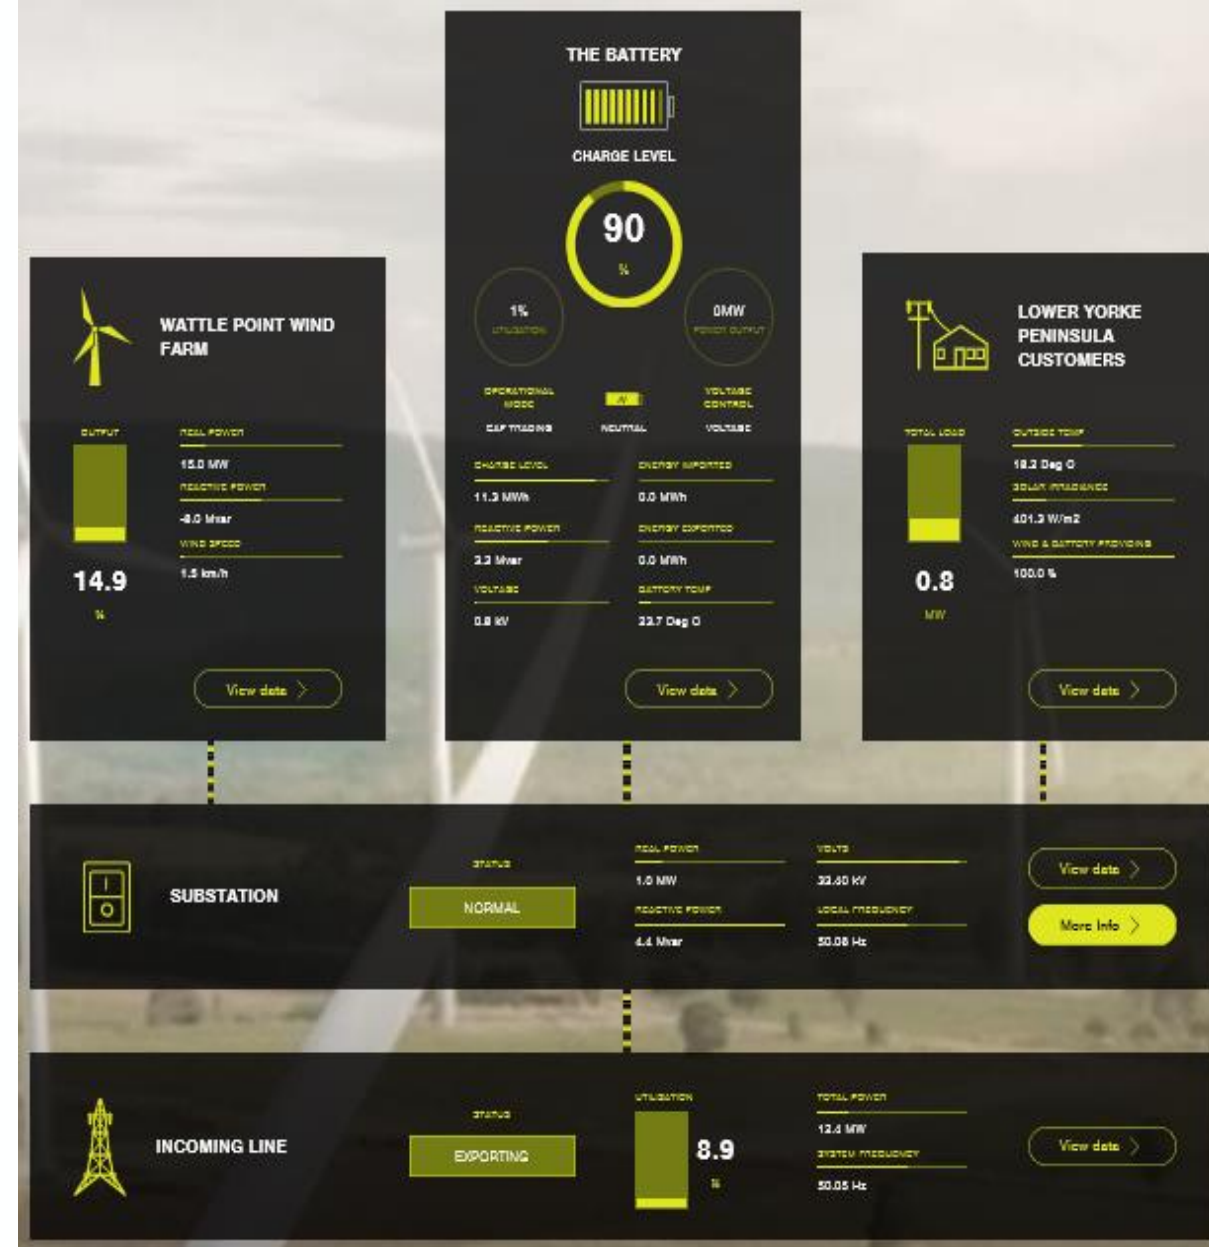 THE BATTERY
CHARGE LEVEL
90
%
1%
UTILISATION
0MW
POWER OUTPUT
OPERATIONAL
MODE
CAP TRADING
NEUTRAL
VOLTAGE
CONTROL
VOLTAGE
CHARGE LEVEL
11.3 MWh
ENERGY IMPORTED
0.0 MWh
REACTIVE POWER
3.3 Mvar
ENERGY EXPORTED
0.0 MWh
VOLTAGE
0.8 kV
BATTERY TEMP
23.7 Deg C
View data
WATTLE POINT WIND
FARM
OUTPUT
14.9
%
REAL POWER
15.0 MW
REACTIVE POWER
-8.0 Mvar
WIND SPEED
1.5 km/h
View data
LOWER YORKE
PENINSULA
CUSTOMERS
TOTAL LOAD
0.8
MW
OUTSIDE TEMP
18.2 Deg C
SOLAR IRRADIANCE
401.3 W/m2
WIND & BATTERY PROVIDING
100.0 %
View data
SUBSTATION
STATUS
NORMAL
REAL POWER
1.0 MW
VOLTS
REACTIVE POWER
4.4 Mvar
LOCAL FREQUENCY
50.06 Hz
View data
More Info
INCOMING LINE
STATUS
EXPORTING
UTILISATION
8.9
%
TOTAL POWER
12.4 MW
SYSTEM FREQUENCY
50.05 Hz
View data